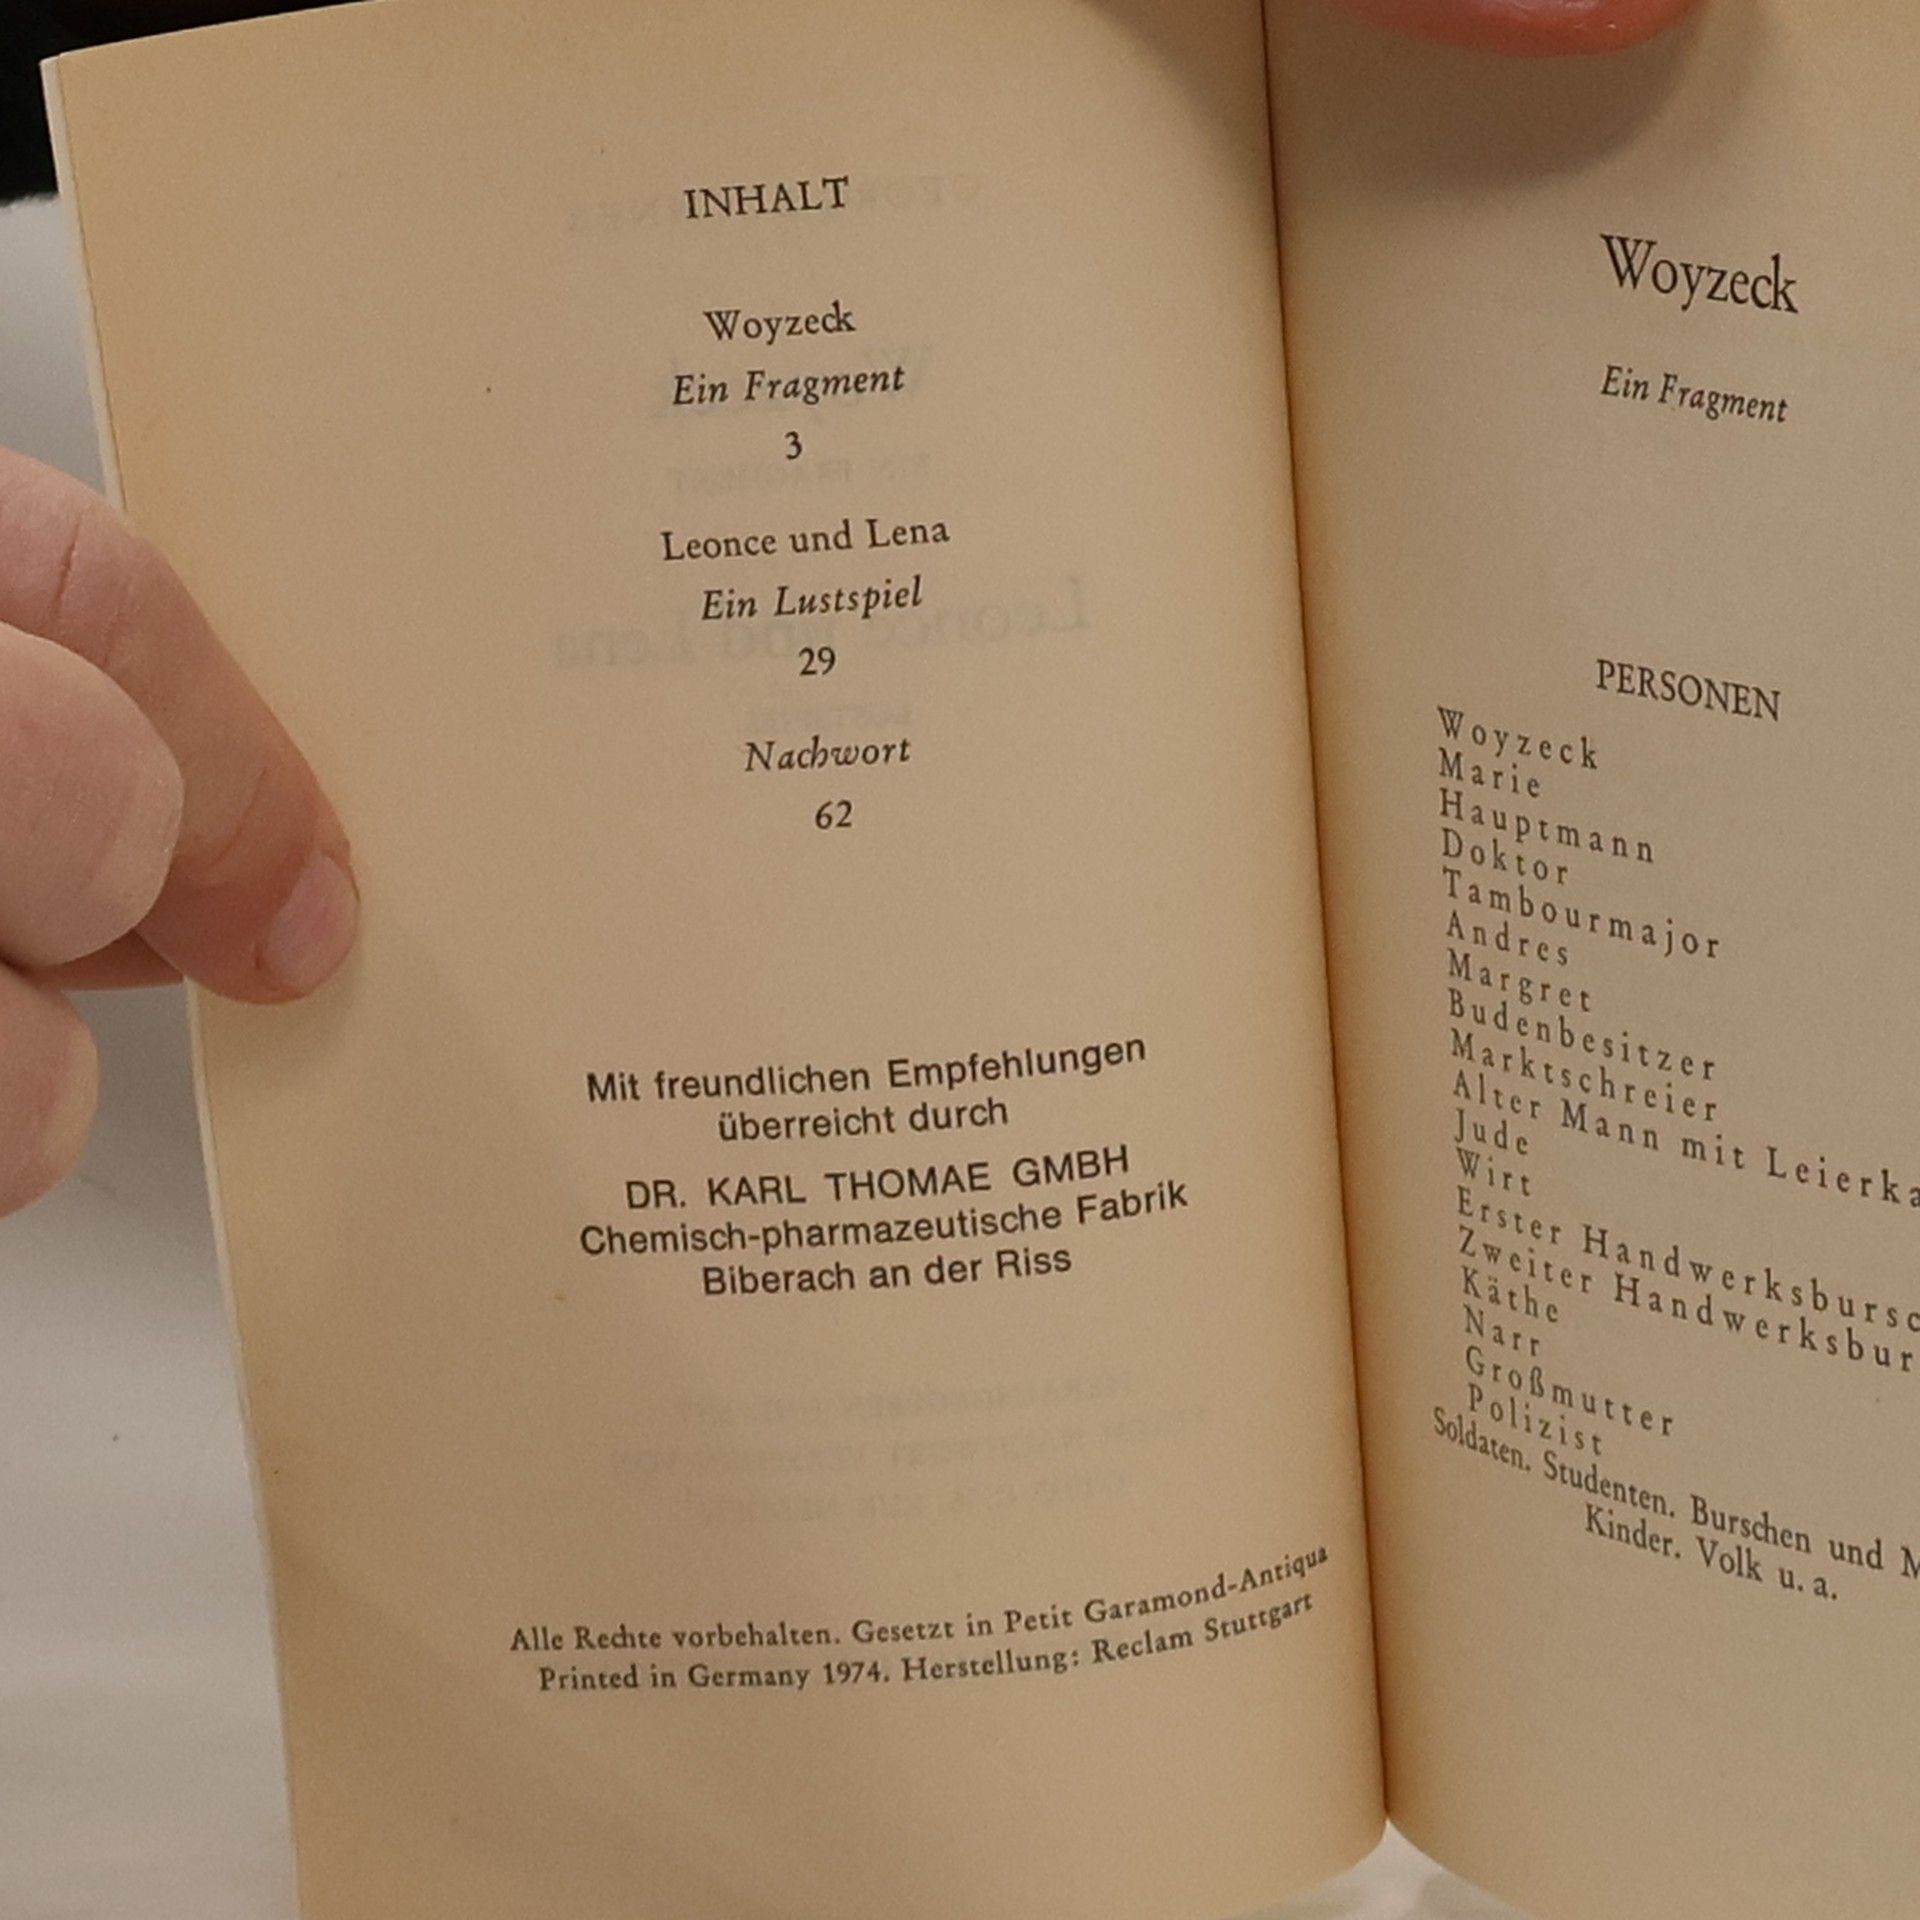 INHALT
Woyzeck
Ein Fragment
3
Leonce und Lena
Ein Lustspiel
29
Nachwort
62
Mit freundlichen Empfehlungen
überreicht durch
DR. KARL THOMAE GMBH
Chemisch-pharmazeutische Fabrik
Biberach an der Riss
Alle Rechte vorbehalten. Gesetzt in Petit Garamond-Antiqua
Printed in Germany 1974. Herstellung: Reclam Stuttgart
Woyzeck
Ein Fragment
PERSONEN
Woyzeck
Marie
Hauptmann
Doktor
Tambourmajor
Andres
Margret
Budenbesitzer
Marktschreier
Alter Mann mit
Jude
Wirt
Erster
Zweiter
Käthe
Narr
Großmutter
Polizist
Soldaten. Studenten. Burschen und
Kinder. Volk u. a.